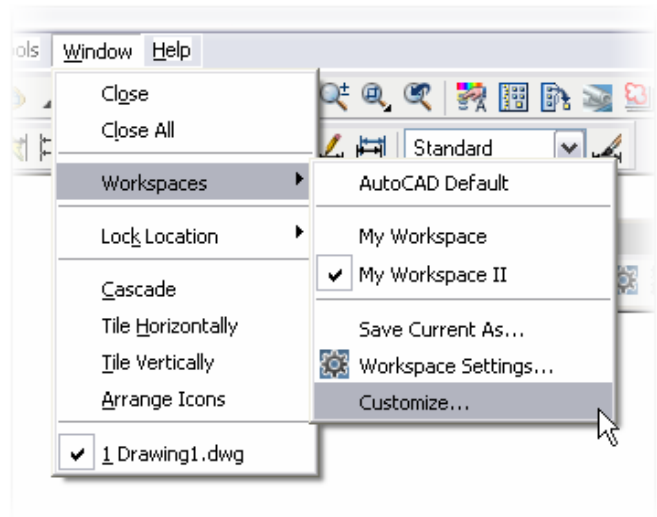 ols Window Help
Close
Close All
Standard
Workspaces
AutoCAD Default
Lock Location
My Workspace
My Workspace II
Cascade
Tile Horizontally
Save Current As...
Tile Vertically
Workspace Settings...
Arrange Icons
Customize...
1 Drawing1.dwg